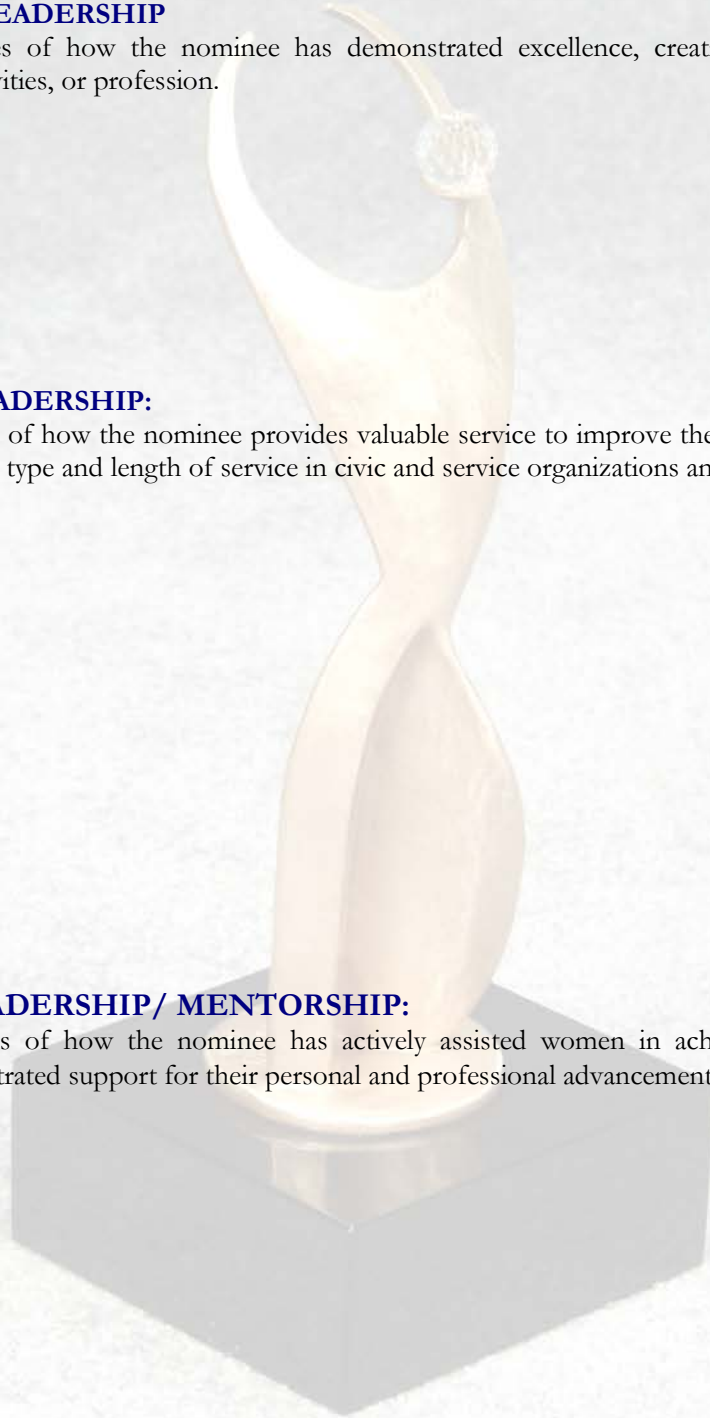 EADERSHIP
es of how the nominee has demonstrated excellence, creati
vities, or profession.
ADERSHIP:
of how the nominee provides valuable service to improve the
type and length of service in civic and service organizations an
ADERSHIP/ MENTORSHIP:
s of how the nominee has actively assisted women in ach
trated support for their personal and professional advancement